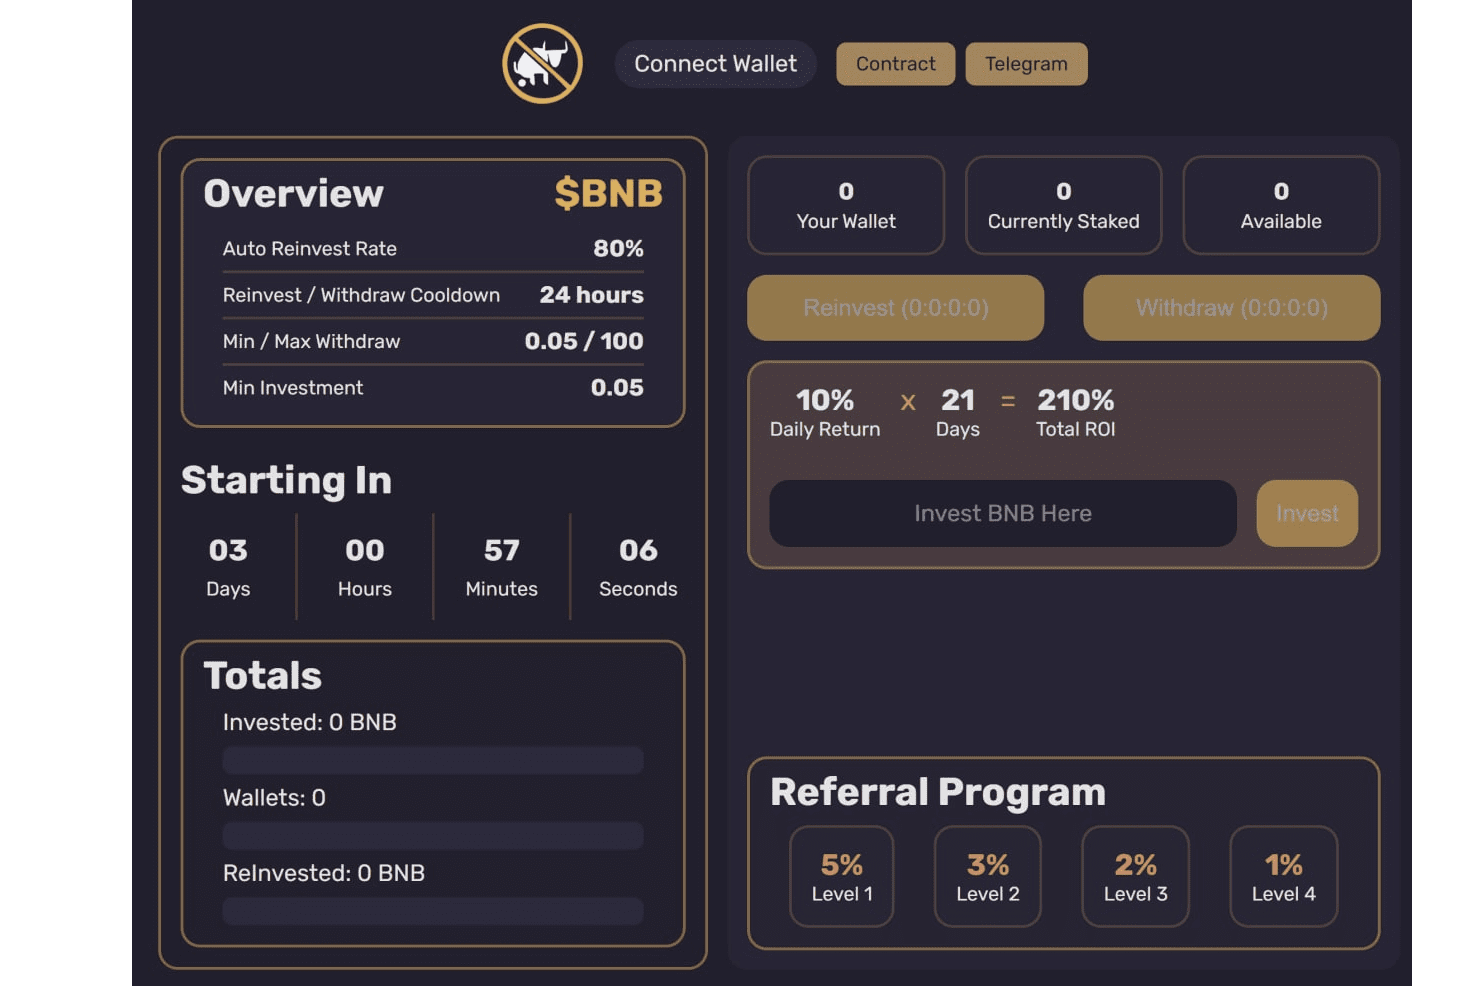 Connect Wallet
Contract
Telegram
Overview
$BNB
Auto Reinvest Rate 80%
Reinvest / Withdraw Cooldown 24 hours
Min / Max Withdraw 0.05 / 100
Min Investment 0.05
Starting In
03 00 57 06
Days Hours Minutes Seconds
Totals
Invested: 0 BNB
Wallets: 0
ReInvested: 0 BNB
0 0 0
Your Wallet Currently Staked Available
Reinvest (0:0:0:0) Withdraw (0:0:0:0)
10% x 21 = 210%
Daily Return Days Total ROI
Invest BNB Here Invest
Referral Program
5% 3% 2% 1%
Level 1 Level 2 Level 3 Level 4